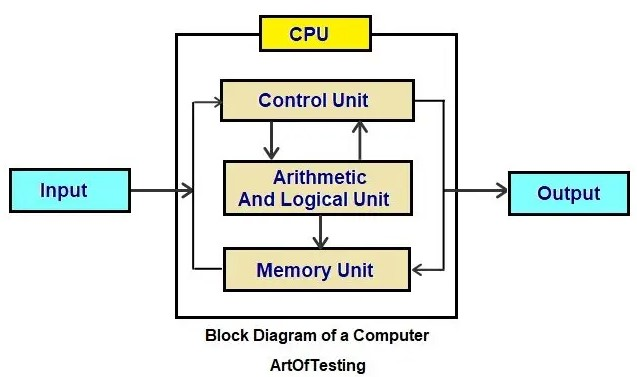 CPU
Control Unit
Arithmetic
And Logical Unit
Input
Output
Memory Unit
Block Diagram of a Computer
ArtOfTesting